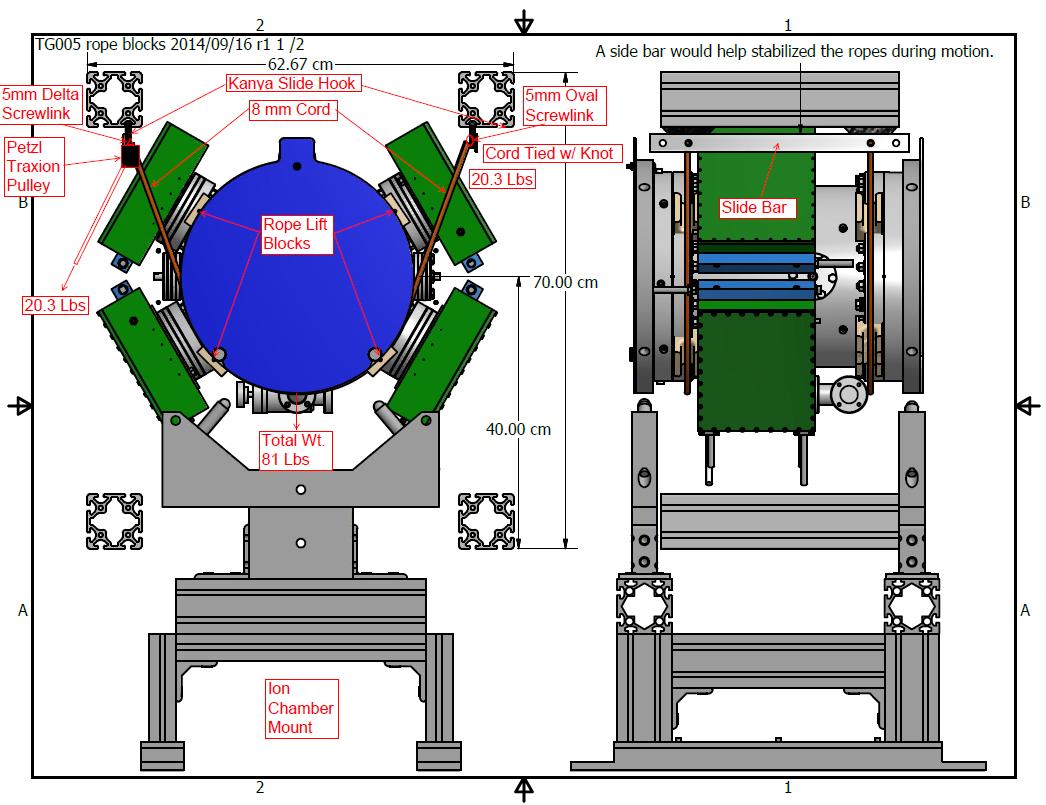 2
1
TG005 rope blocks 2014/09/16 r1 1 /2
A side bar would help stabilized the ropes during motion.
62.67 cm
Kanya Slide Hook
5mm Delta
Screwlink
8 mm Cord
5mm Oval
Screwlink
Petzl
Traxion
Pulley
Cord Tied w/ Knot
20.3 Lbs
B
B
Slide Bar
Rope Lift
Blocks
70.00 cm
20.3 Lbs
40.00 cm
Total Wt.
81 Lbs
A
A
Ion
Chamber
Mount
2
1